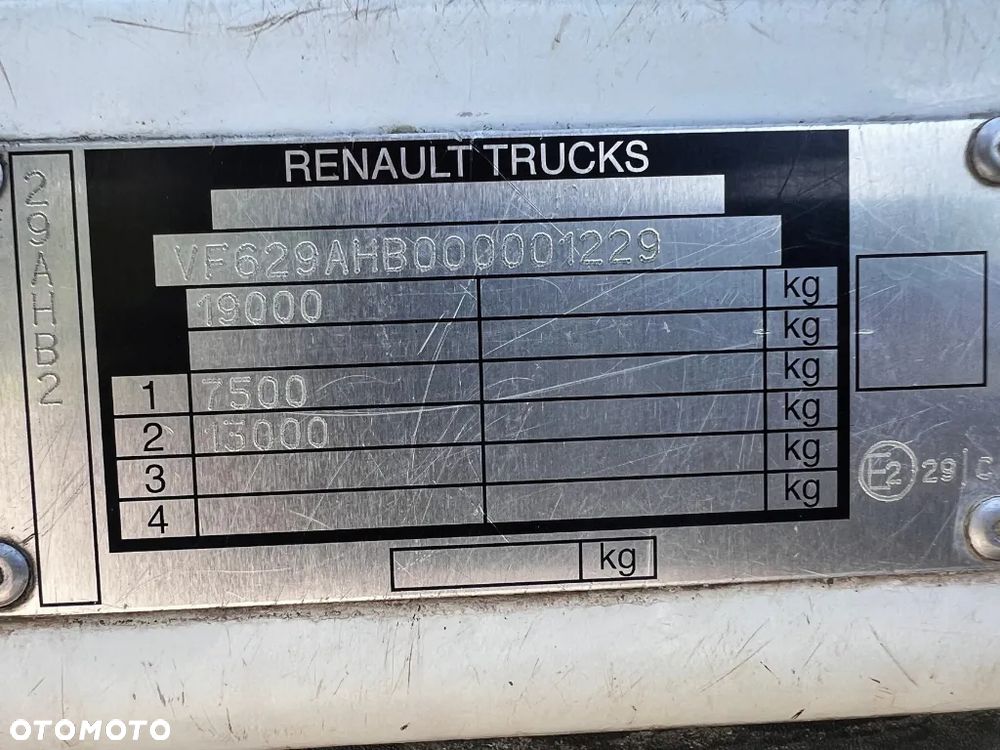 RENAULT TRUCKS
VF629AHB000001229
19000 kg
kg
1 7500 kg
2 13000 kg
3 kg
4 kg
kg
29AHB2
E2 29
OTOMOTO